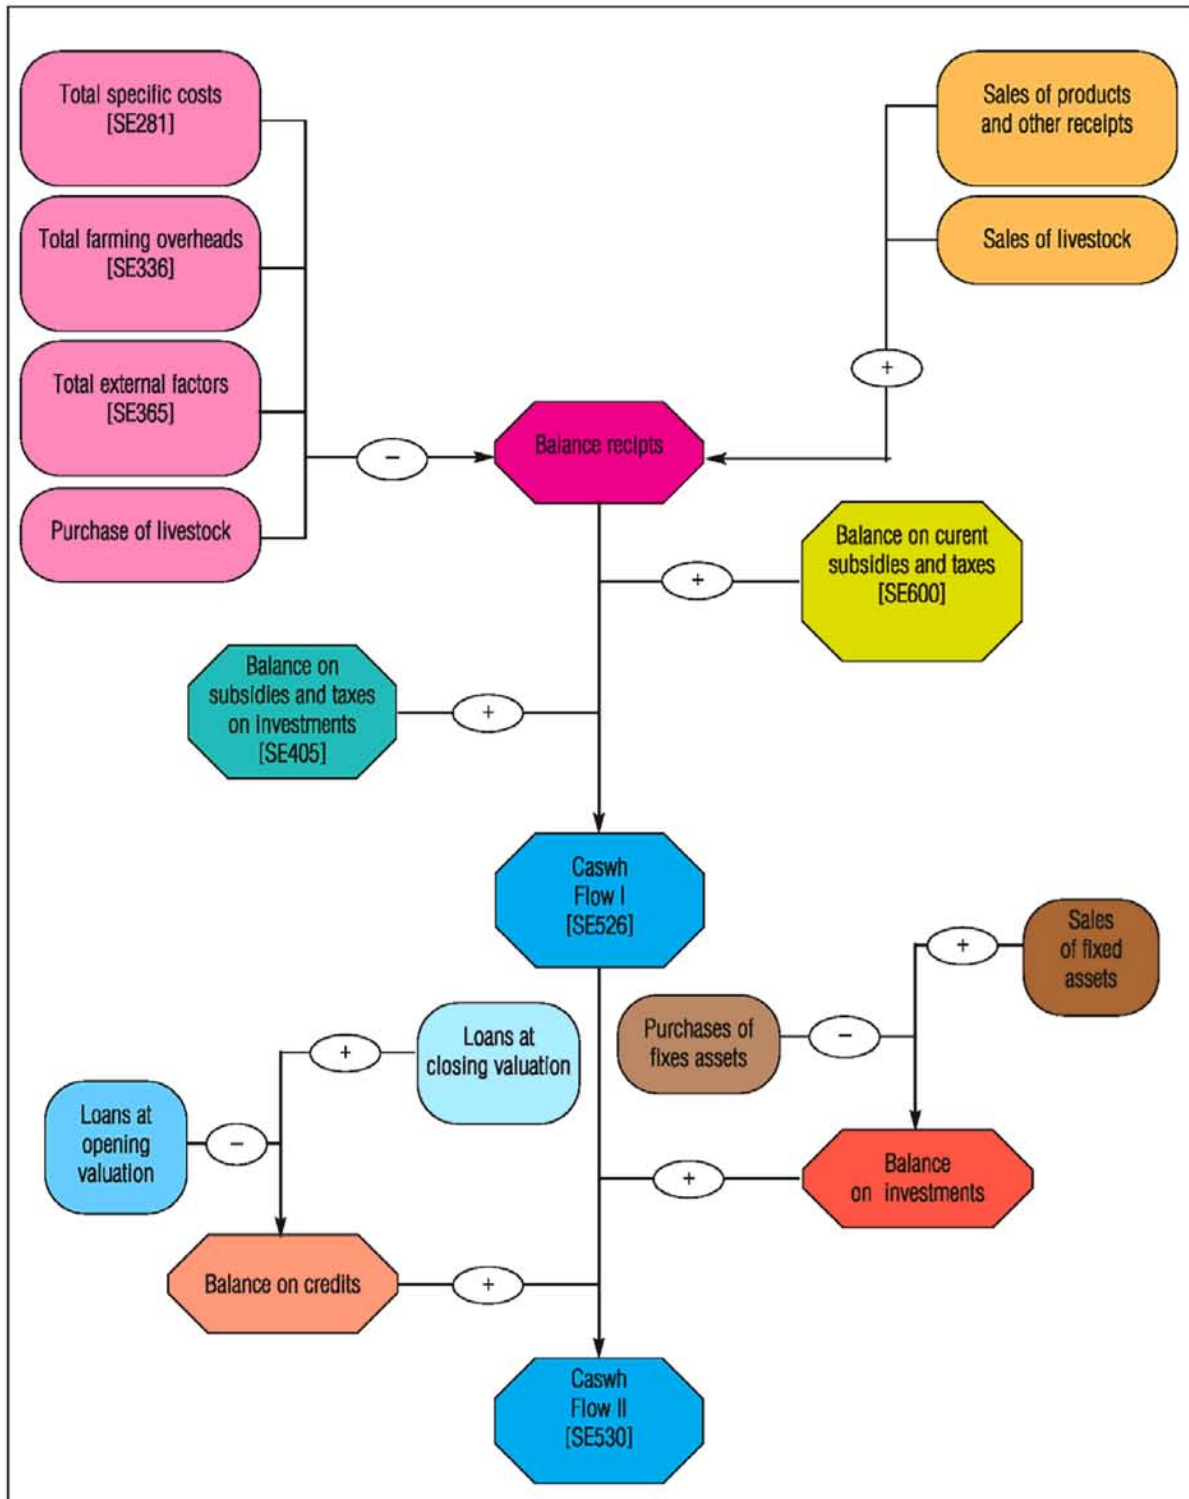 Total specific costs
[SE281]
Sales of products
and other receipts
Total farming overheads
[SE336]
Sales of livestock
Total external factors
[SE365]
+
Balance recipts
−
Purchase of livestock
Balance on curent
subsidies and taxes
[SE600]
+
Balance on
subsidies and taxes
on investments
[SE405]
+
Caswh
Flow I
[SE526]
Sales
of fixed
assets
+
Purchases of
fixes assets
−
Loans at
closing valuation
+
Loans at
opening
valuation
−
Balance
on investments
+
Balance on credits
+
Caswh
Flow II
[SE530]